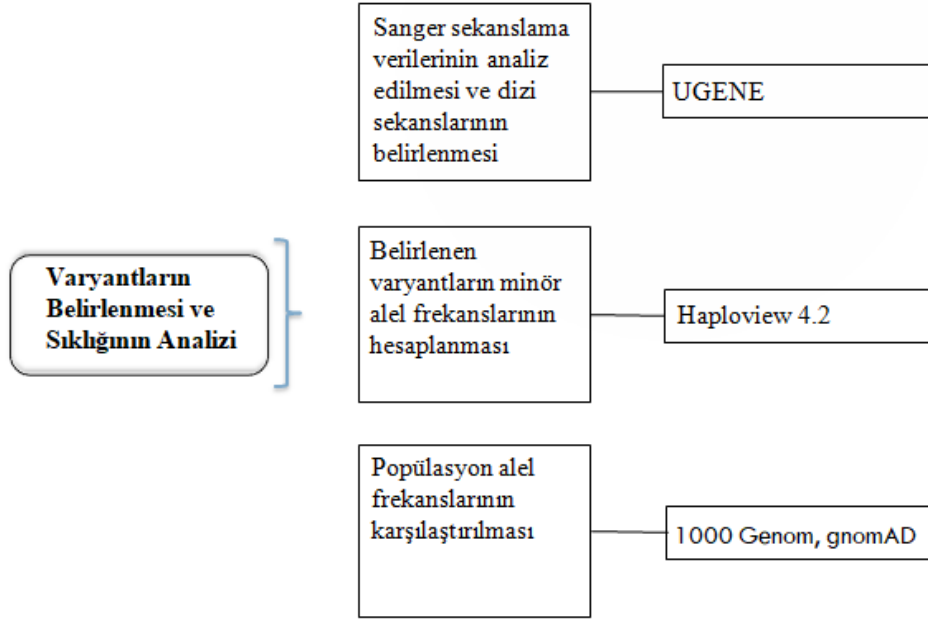 Sanger sekanslama
verilerinin analiz
edilmesi ve dizi
sekanslarının
belirlenmesi
UGENE
Varyantların
Belirlenmesi ve
Sıklığının Analizi
Belirlenen
varyantların minör
alel frekanslarının
hesaplanması
Haploview 4.2
Popülasyon alel
frekanslarının
karşılaştırılması
1000 Genom, gnomAD